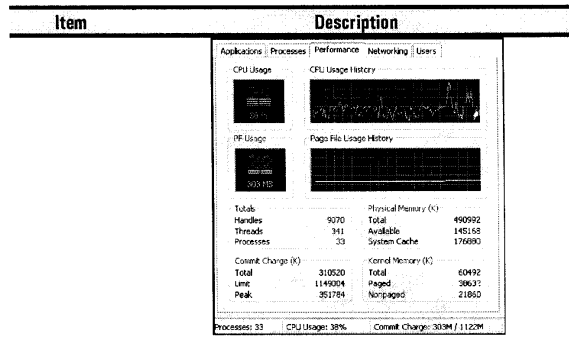 Item Description
Applications Processes Performance Networking Users
CPU Usage CPU Usage History
PF Usage Page File Usage History
303 MB
Totals Physical Memory (K)
Handles 9070 Total 490992
Threads 341 Available 145168
Processes 33 System Cache 176880
Commit Charge (K) Kernel Memory (K)
Total 310520 Total 60492
Limit 1149004 Paged 38632
Peak 351784 Nonpaged 21860
Processes: 33 CPU Usage: 38% Commit Charge: 303M / 1122M